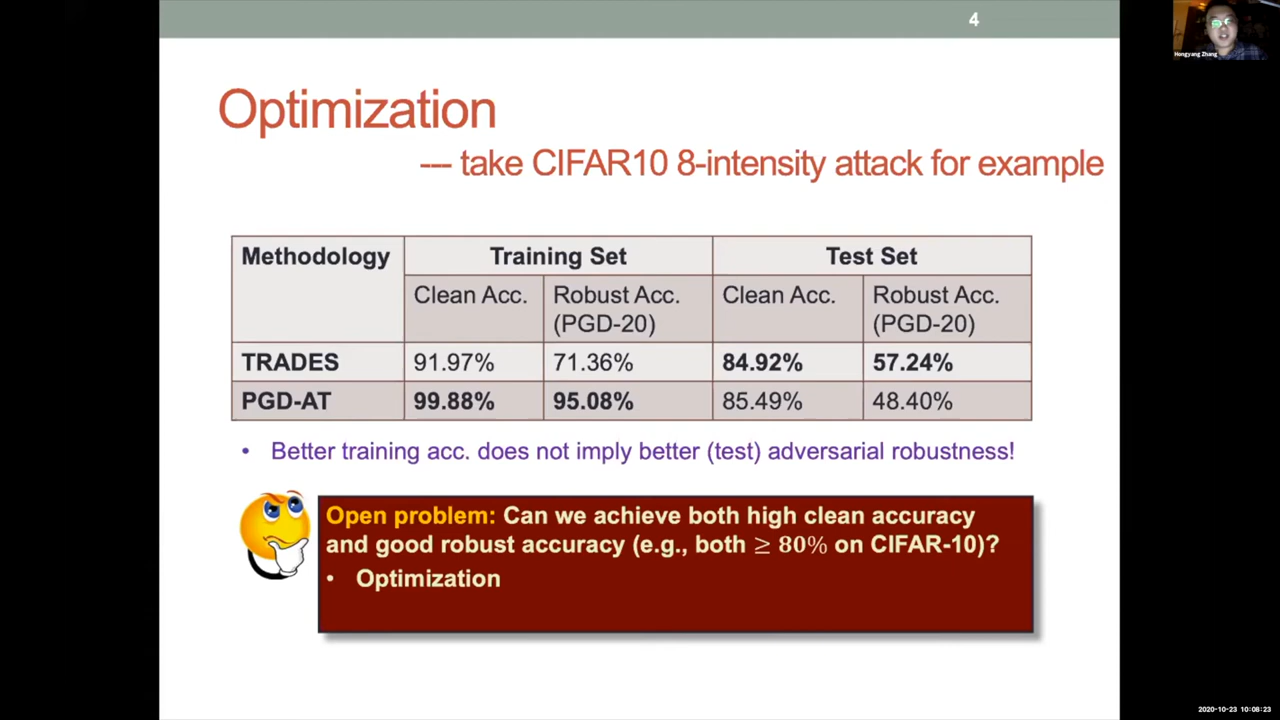 4
Hongyang Zhang
Optimization
--- take CIFAR10 8-intensity attack for example
Methodology Training Set Test Set
Clean Acc. Robust Acc. (PGD-20) Clean Acc. Robust Acc. (PGD-20)
TRADES 91.97% 71.36% 84.92% 57.24%
PGD-AT 99.88% 95.08% 85.49% 48.40%
• Better training acc. does not imply better (test) adversarial robustness!
Open problem: Can we achieve both high clean accuracy
and good robust accuracy (e.g., both ≥ 80% on CIFAR-10)?
• Optimization
2020-10-23 10:08:23